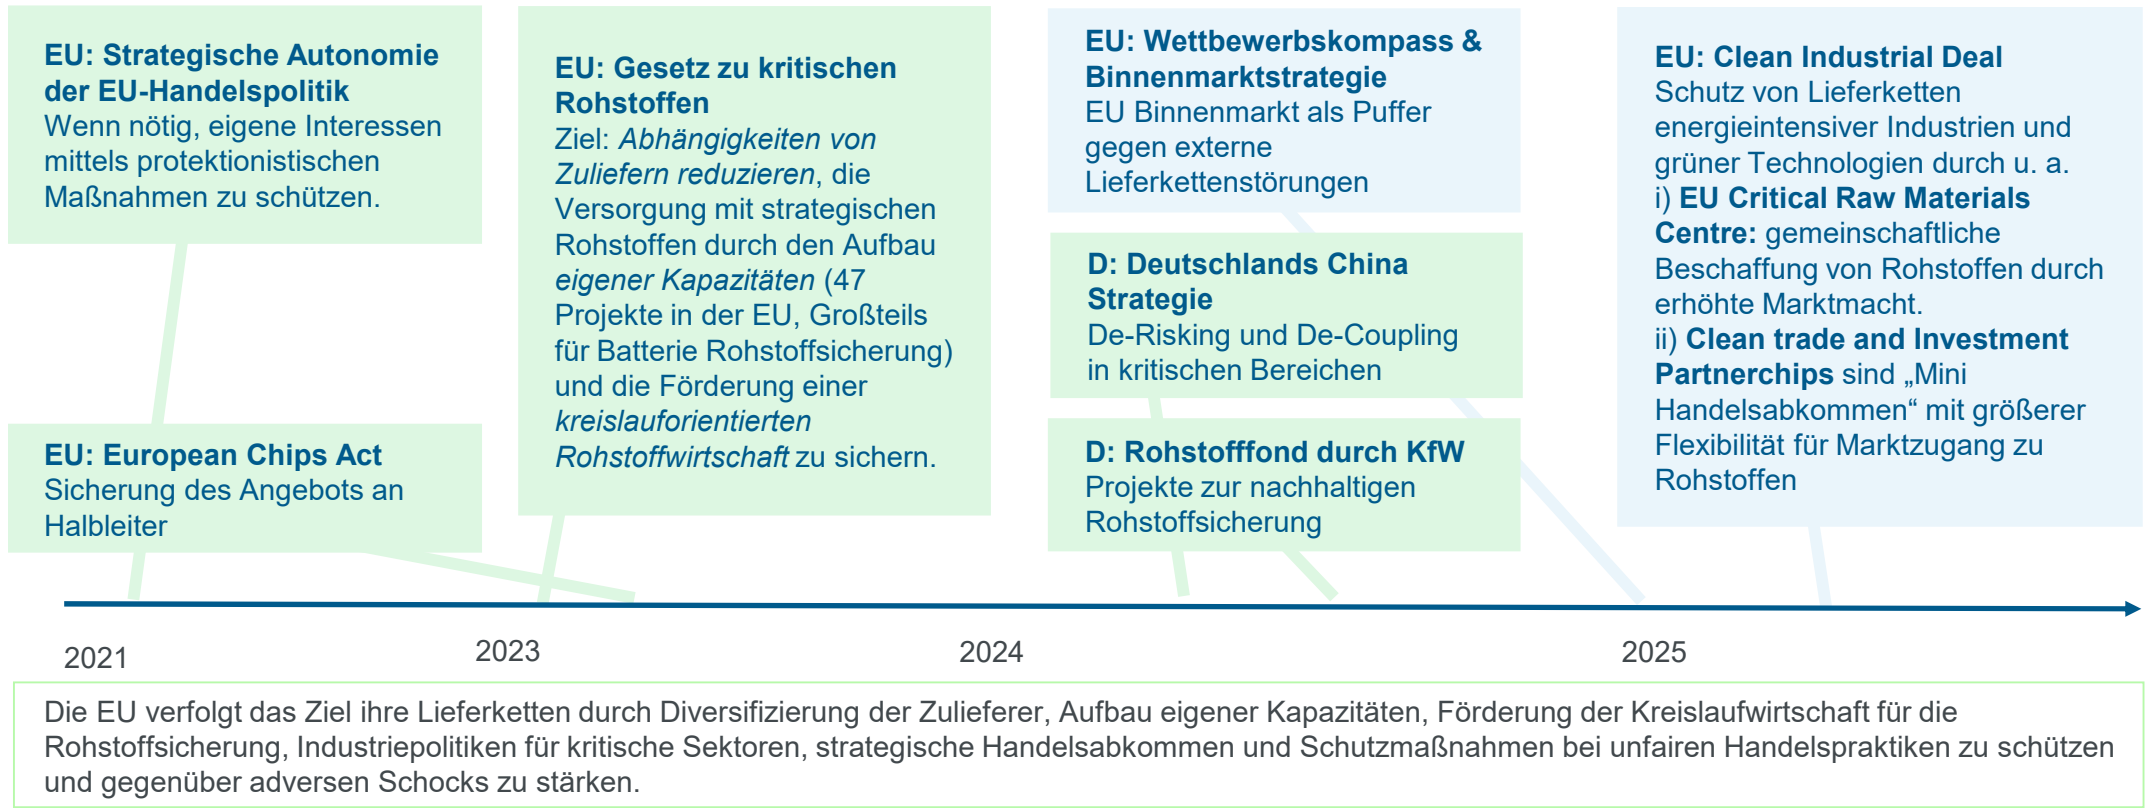 EU: Strategische Autonomie
der EU-Handelspolitik
Wenn nötig, eigene Interessen
mittels protektionistischen
Maßnahmen zu schützen.
EU: European Chips Act
Sicherung des Angebots an
Halbleiter
EU: Gesetz zu kritischen
Rohstoffen
Ziel: Abhängigkeiten von
Zuliefern reduzieren, die
Versorgung mit strategischen
Rohstoffen durch den Aufbau
eigener Kapazitäten (47
Projekte in der EU, Großteils
für Batterie Rohstoffsicherung)
und die Förderung einer
kreislauforientierten
Rohstoffwirtschaft zu sichern.
EU: Wettbewerbskompass &
Binnenmarktstrategie
EU Binnenmarkt als Puffer
gegen externe
Lieferkettenstörungen
D: Deutschlands China
Strategie
De-Risking und De-Coupling
in kritischen Bereichen
D: Rohstofffond durch KfW
Projekte zur nachhaltigen
Rohstoffsicherung
EU: Clean Industrial Deal
Schutz von Lieferketten
energieintensiver Industrien und
grüner Technologien durch u. a.
i) EU Critical Raw Materials
Centre: gemeinschaftliche
Beschaffung von Rohstoffen durch
erhöhte Marktmacht.
ii) Clean trade and Investment
Partnerchips sind „Mini
Handelsabkommen“ mit größerer
Flexibilität für Marktzugang zu
Rohstoffen
2021
2023
2024
2025
Die EU verfolgt das Ziel ihre Lieferketten durch Diversifizierung der Zulieferer, Aufbau eigener Kapazitäten, Förderung der Kreislaufwirtschaft für die
Rohstoffsicherung, Industriepolitiken für kritische Sektoren, strategische Handelsabkommen und Schutzmaßnahmen bei unfairen Handelspraktiken zu schützen
und gegenüber adversen Schocks zu stärken.